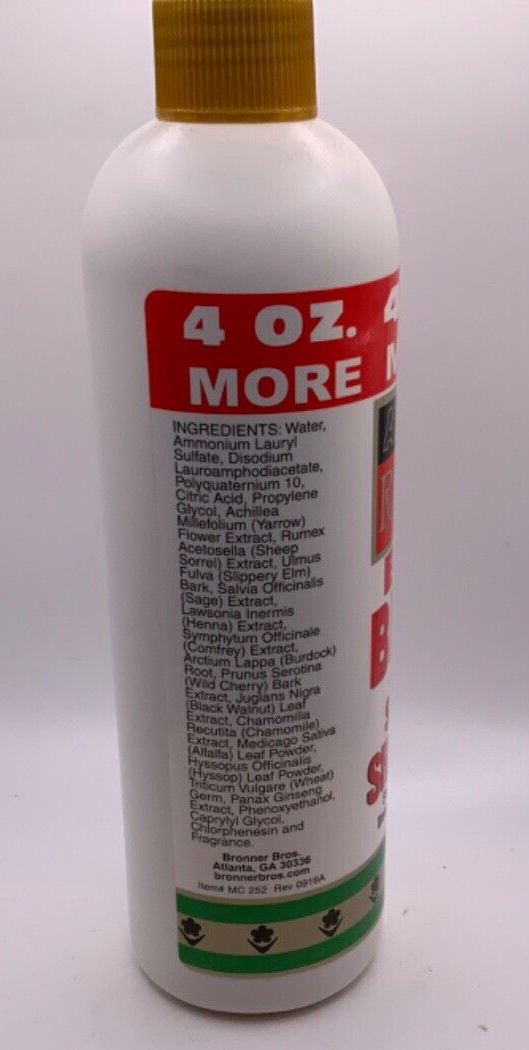 4 OZ. 4
MORE M
INGREDIENTS: Water,
Ammonium Lauryl
Sulfate, Disodium
Lauroamphodiacetate,
Polyquaternium 10,
Citric Acid, Propylene
Glycol, Achillea
Millefolium (Yarrow)
Flower Extract, Rumex
Acetosella (Sheep
Sorrel) Extract, Ulmus
Fulva (Slippery Elm)
Bark, Salvia Officinalis
(Sage) Extract,
Lawsonia Inermis
(Henna) Extract,
Symphytum Officinale
(Comfrey) Extract,
Arctium Lappa (Burdock)
Root, Prunus Serotina
(Wild Cherry) Bark
Extract, Juglans Nigra
(Black Walnut) Leaf
Extract, Chamomilla
Recutita (Chamomile)
Extract, Medicago Sativa
(Alfalfa) Leaf Powder,
Hyssopus Officinalis
(Hyssop) Leaf Powder,
Triticum Vulgare (Wheat)
Germ, Panax Ginseng
Extract, Phenoxyethanol,
Caprylyl Glycol,
Chlorphenesin and
Fragrance.
Bronner Bros.
Atlanta, GA 30336
bronnerbros.com
Item# MC 252 Rev 0916A